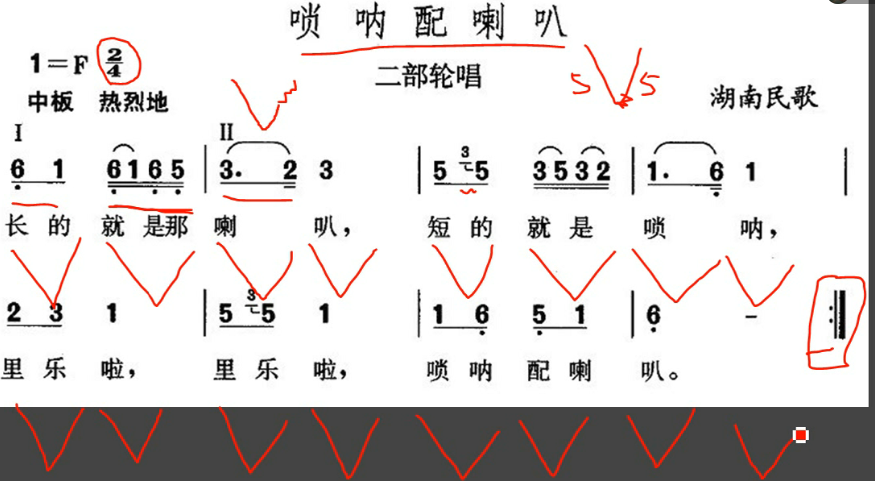 唢呐配喇叭
1=F 2/4
二部轮唱
5 5
中板 热烈地
湖南民歌
I II
6 1 6165 | 3. 2 3 | 5 3 5 3532 | 1. 6 1 |
长的 就是那 喇 叭, 短的 就是 唢 呐,
2 3 1 | 5 3 5 1 | 1 6 5 1 | 6 - :|
里乐 啦, 里乐 啦, 唢呐 配喇 叭。